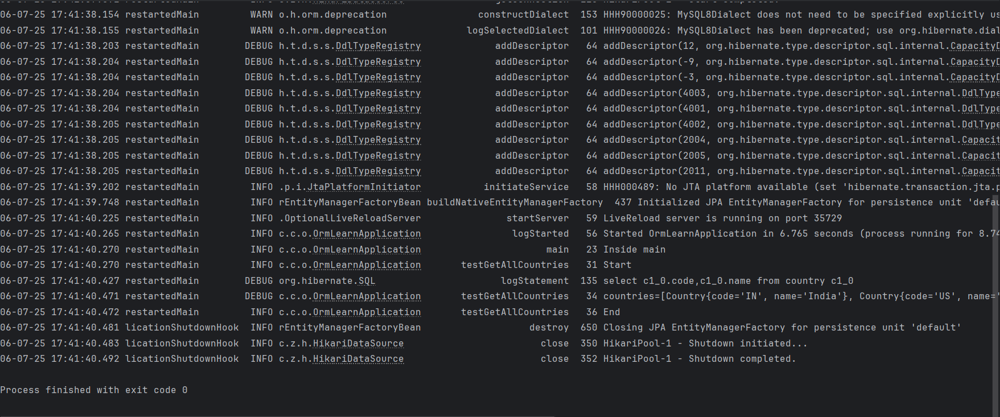 06-07-25 17:41:38.154 restartedMain WARN o.h.orm.deprecation constructDialect 153 HHH90000025: MySQL8Dialect does not need to be specified explicitly us
06-07-25 17:41:38.155 restartedMain WARN o.h.orm.deprecation logSelectedDialect 101 HHH90000026: MySQL8Dialect has been deprecated; use org.hibernate.dial
06-07-25 17:41:38.203 restartedMain DEBUG h.t.d.s.s.DdlTypeRegistry addDescriptor 64 addDescriptor(12, org.hibernate.type.descriptor.sql.internal.CapacityD
06-07-25 17:41:38.204 restartedMain DEBUG h.t.d.s.s.DdlTypeRegistry addDescriptor 64 addDescriptor(-9, org.hibernate.type.descriptor.sql.internal.CapacityD
06-07-25 17:41:38.204 restartedMain DEBUG h.t.d.s.s.DdlTypeRegistry addDescriptor 64 addDescriptor(-3, org.hibernate.type.descriptor.sql.internal.CapacityD
06-07-25 17:41:38.204 restartedMain DEBUG h.t.d.s.s.DdlTypeRegistry addDescriptor 64 addDescriptor(4003, org.hibernate.type.descriptor.sql.internal.DdlType
06-07-25 17:41:38.204 restartedMain DEBUG h.t.d.s.s.DdlTypeRegistry addDescriptor 64 addDescriptor(4001, org.hibernate.type.descriptor.sql.internal.DdlType
06-07-25 17:41:38.205 restartedMain DEBUG h.t.d.s.s.DdlTypeRegistry addDescriptor 64 addDescriptor(4002, org.hibernate.type.descriptor.sql.internal.DdlType
06-07-25 17:41:38.205 restartedMain DEBUG h.t.d.s.s.DdlTypeRegistry addDescriptor 64 addDescriptor(2004, org.hibernate.type.descriptor.sql.internal.Capacit
06-07-25 17:41:38.205 restartedMain DEBUG h.t.d.s.s.DdlTypeRegistry addDescriptor 64 addDescriptor(2005, org.hibernate.type.descriptor.sql.internal.Capacit
06-07-25 17:41:38.205 restartedMain DEBUG h.t.d.s.s.DdlTypeRegistry addDescriptor 64 addDescriptor(2011, org.hibernate.type.descriptor.sql.internal.Capacit
06-07-25 17:41:39.202 restartedMain INFO .p.i.JtaPlatformInitiator initiateService 58 HHH000489: No JTA platform available (set 'hibernate.transaction.jta.p
06-07-25 17:41:39.748 restartedMain INFO rEntityManagerFactoryBean buildNativeEntityManagerFactory 437 Initialized JPA EntityManagerFactory for persistence unit 'defau
06-07-25 17:41:40.225 restartedMain INFO .OptionalLiveReloadServer startServer 59 LiveReload server is running on port 35729
06-07-25 17:41:40.265 restartedMain INFO c.c.o.OrmLearnApplication logStarted 56 Started OrmLearnApplication in 6.765 seconds (process running for 8.74
06-07-25 17:41:40.270 restartedMain INFO c.c.o.OrmLearnApplication main 23 Inside main
06-07-25 17:41:40.270 restartedMain INFO c.c.o.OrmLearnApplication testGetAllCountries 31 Start
06-07-25 17:41:40.427 restartedMain DEBUG org.hibernate.SQL logStatement 135 select c1_0.code,c1_0.name from country c1_0
06-07-25 17:41:40.471 restartedMain DEBUG c.c.o.OrmLearnApplication testGetAllCountries 34 countries=[Country{code='IN', name='India'}, Country{code='US', name='
06-07-25 17:41:40.472 restartedMain INFO c.c.o.OrmLearnApplication testGetAllCountries 36 End
06-07-25 17:41:40.481 licationShutdownHook INFO rEntityManagerFactoryBean destroy 650 Closing JPA EntityManagerFactory for persistence unit 'default'
06-07-25 17:41:40.483 licationShutdownHook INFO c.z.h.HikariDataSource close 350 HikariPool-1 - Shutdown initiated...
06-07-25 17:41:40.492 licationShutdownHook INFO c.z.h.HikariDataSource close 352 HikariPool-1 - Shutdown completed.
Process finished with exit code 0